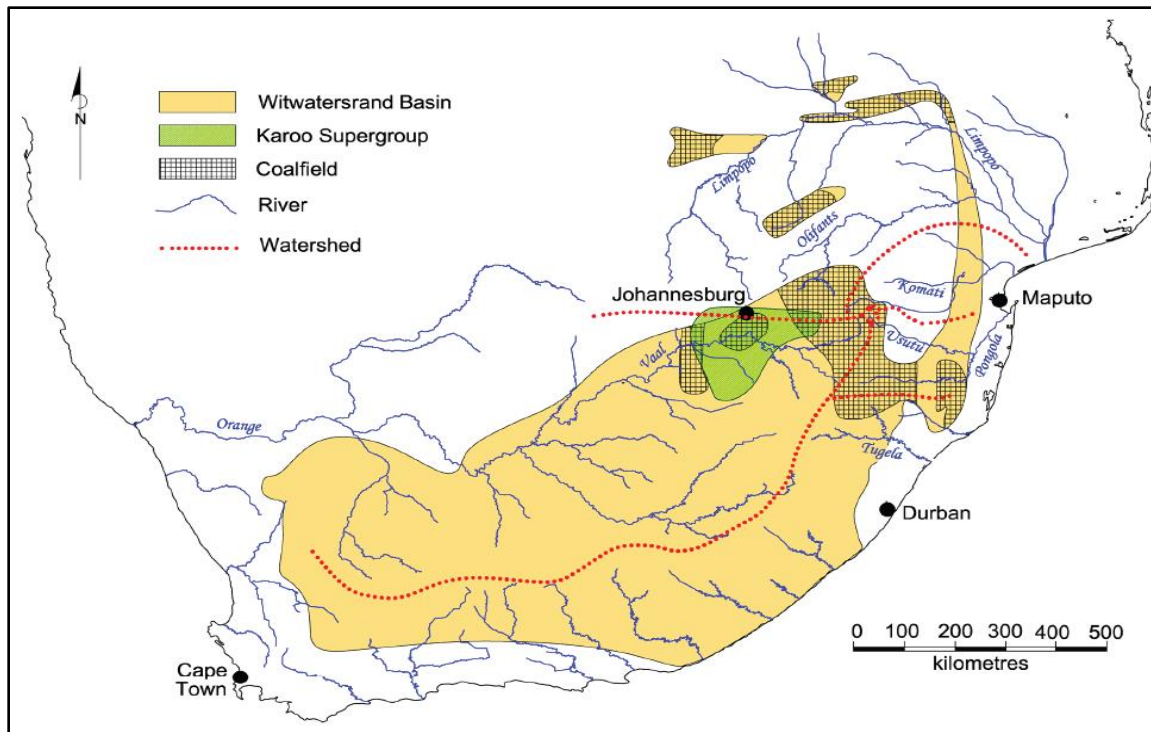 N
Witwatersrand Basin
Karoo Supergroup
Coalfield
River
Watershed
Limpopo
Limpopo
Olifants
Komati
Johannesburg
Maputo
Usutu
Pongola
Vaal
Orange
Tugela
Durban
0 100 200 300 400 500
kilometres
Cape
Town